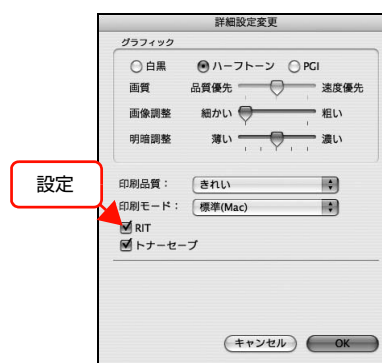 詳細設定変更
グラフィック
白黒 ハーフトーン PGI
画質 品質優先 速度優先
画像調整 細かい 粗い
明暗調整 薄い 濃い
設定
印刷品質： きれい
印刷モード： 標準(Mac)
RIT
トナーセーブ
キャンセル OK